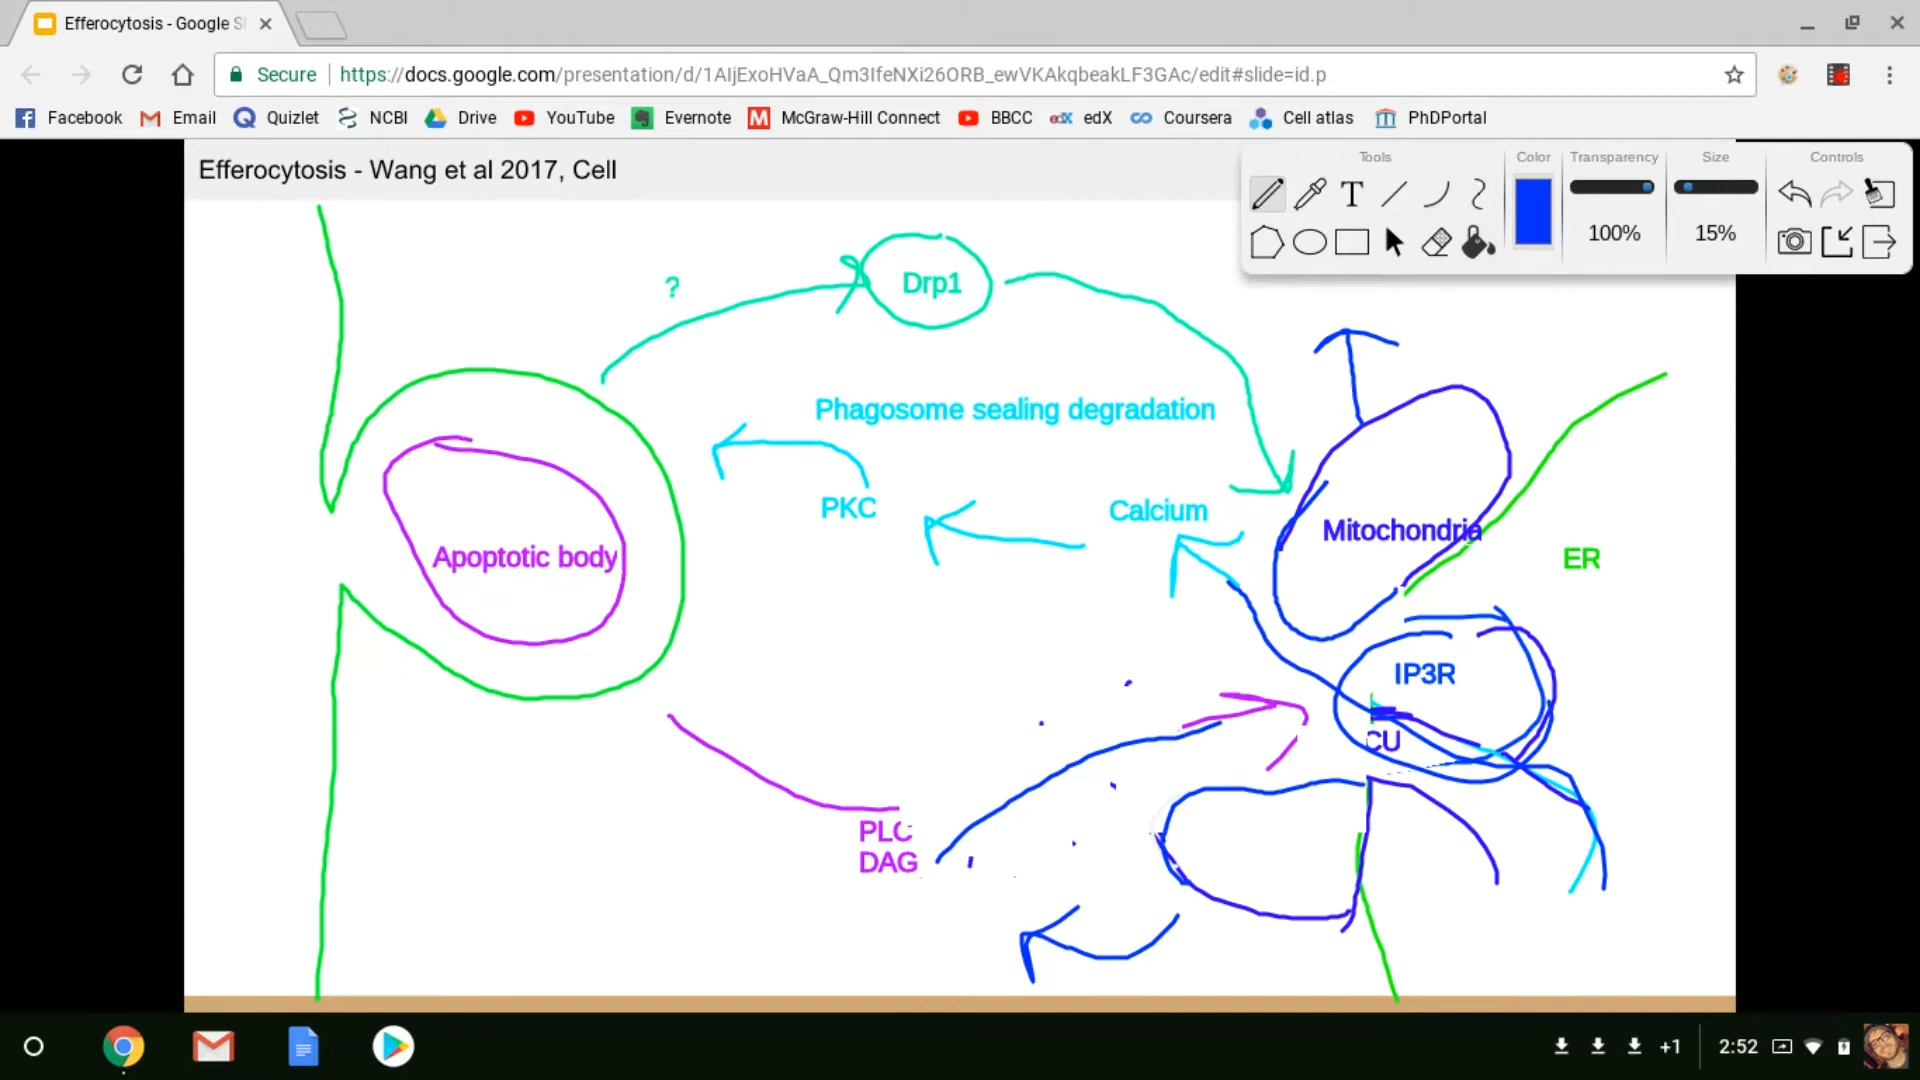 Efferocytosis - Google Sl
Secure
https://docs.google.com/presentation/d/1AIjExoHVaA_Qm3IfeNXi26ORB_ewVKAkqbeakLF3GAc/edit#slide=id.p
Facebook Email Quizlet NCBI Drive YouTube Evernote McGraw-Hill Connect BBCC edX Coursera Cell atlas PhDPortal
Efferocytosis - Wang et al 2017, Cell
Tools Color Transparency Size Controls
100% 15%
?
Drp1
Phagosome sealing degradation
PKC
Calcium
Mitochondria
Apoptotic body
ER
IP3R
CU
PLC
DAG
+1 2:52